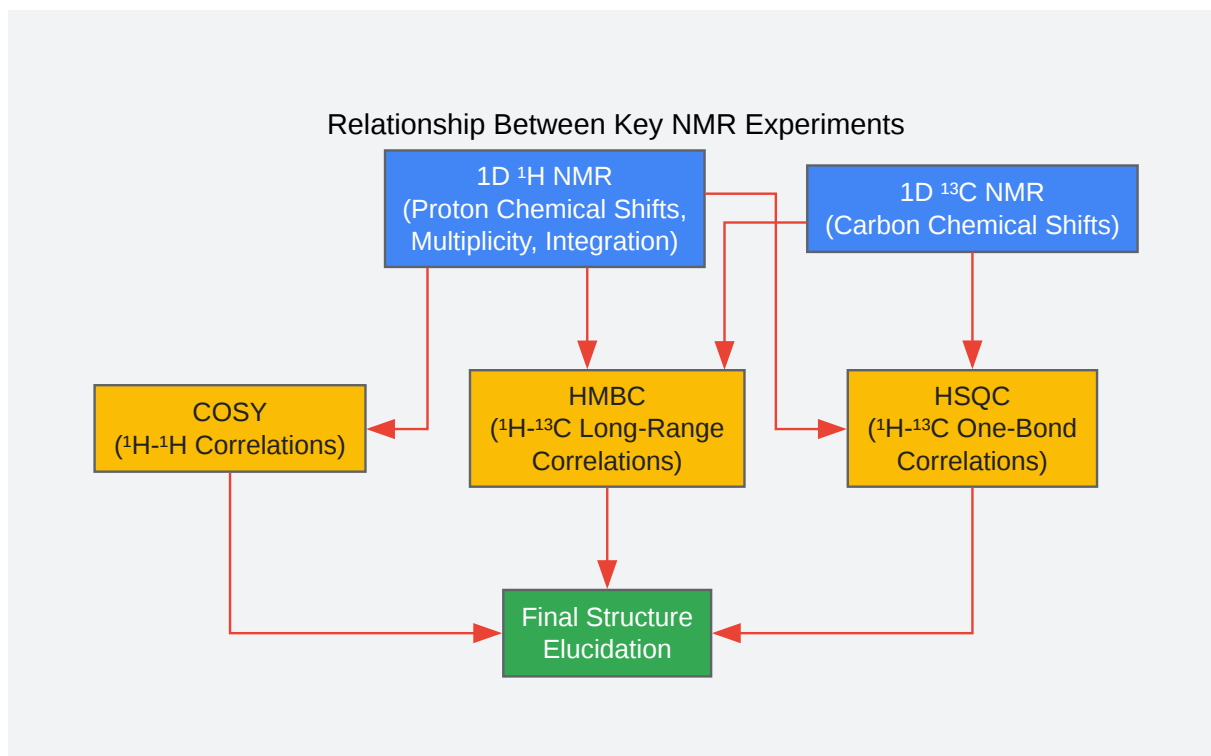 Relationship Between Key NMR Experiments
1D ¹H NMR
(Proton Chemical Shifts,
Multiplicity, Integration)
1D ¹³C NMR
(Carbon Chemical Shifts)
COSY
(¹H-¹H Correlations)
HMBC
(¹H-¹³C Long-Range
Correlations)
HSQC
(¹H-¹³C One-Bond
Correlations)
Final Structure
Elucidation